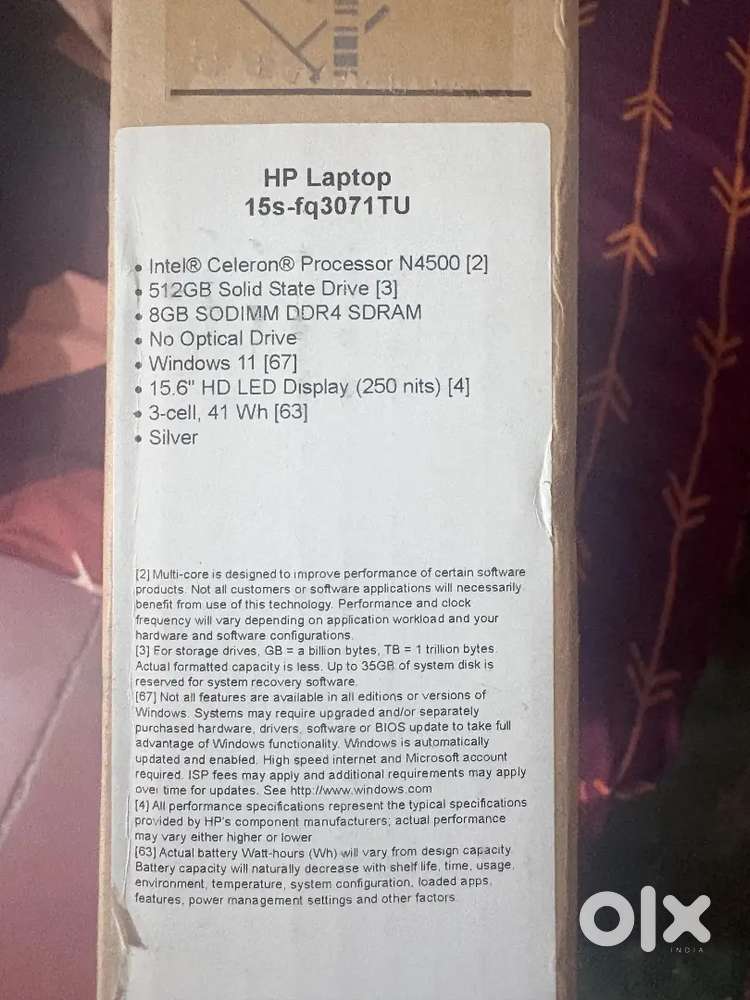 HP Laptop
15s-fq3071TU
• Intel® Celeron® Processor N4500 [2]
• 512GB Solid State Drive [3]
• 8GB SODIMM DDR4 SDRAM
• No Optical Drive
• Windows 11 [67]
• 15.6" HD LED Display (250 nits) [4]
• 3-cell, 41 Wh [63]
• Silver
[2] Multi-core is designed to improve performance of certain software
products. Not all customers or software applications will necessarily
benefit from use of this technology. Performance and clock
frequency will vary depending on application workload and your
hardware and software configurations.
[3] For storage drives, GB = a billion bytes, TB = 1 trillion bytes.
Actual formatted capacity is less. Up to 35GB of system disk is
reserved for system recovery software.
[67] Not all features are available in all editions or versions of
Windows. Systems may require upgraded and/or separately
purchased hardware, drivers, software or BIOS update to take full
advantage of Windows functionality. Windows is automatically
updated and enabled. High speed internet and Microsoft account
required. ISP fees may apply and additional requirements may apply
over time for updates. See http://www.windows.com
[4] All performance specifications represent the typical specifications
provided by HP's component manufacturers; actual performance
may vary either higher or lower
[63] Actual battery Watt-hours (Wh) will vary from design capacity.
Battery capacity will naturally decrease with shelf life, time, usage,
environment, temperature, system configuration, loaded apps,
features, power management settings and other factors.
olx
INDIA